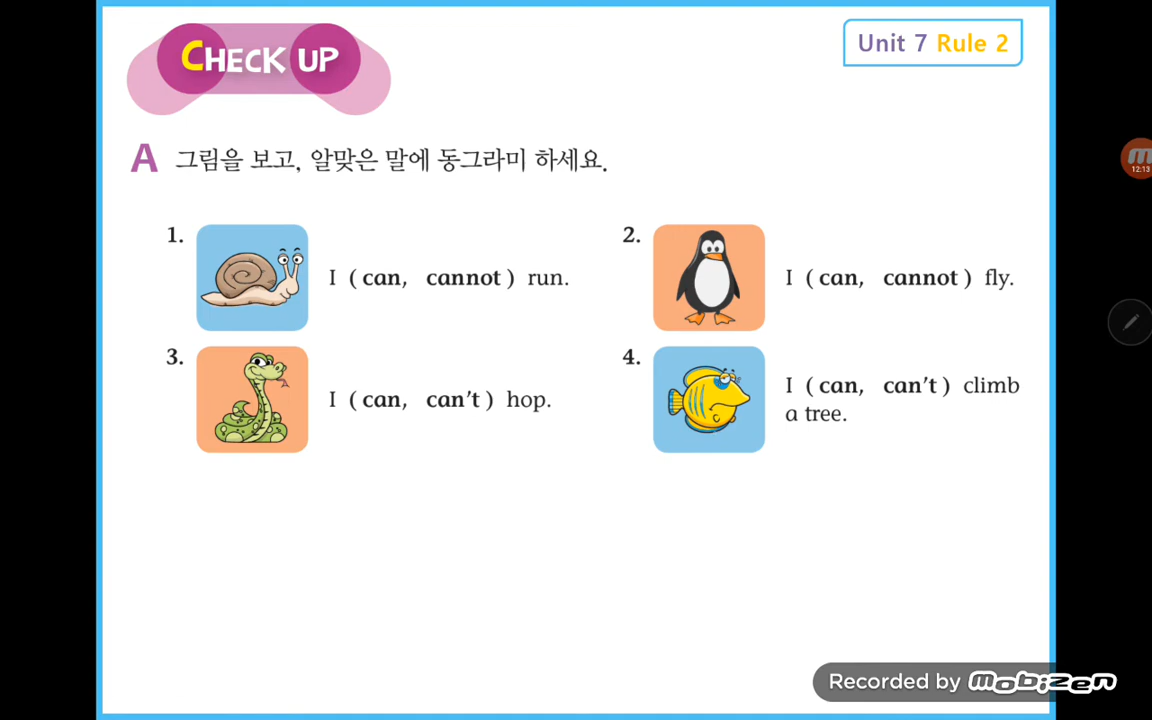 CHECK UP
Unit 7 Rule 2
A 그림을 보고, 알맞은 말에 동그라미 하세요.
1.
I ( can, cannot ) run.
2.
I ( can, cannot ) fly.
3.
I ( can, can't ) hop.
4.
I ( can, can't ) climb
a tree.
12:13
Recorded by mobizen